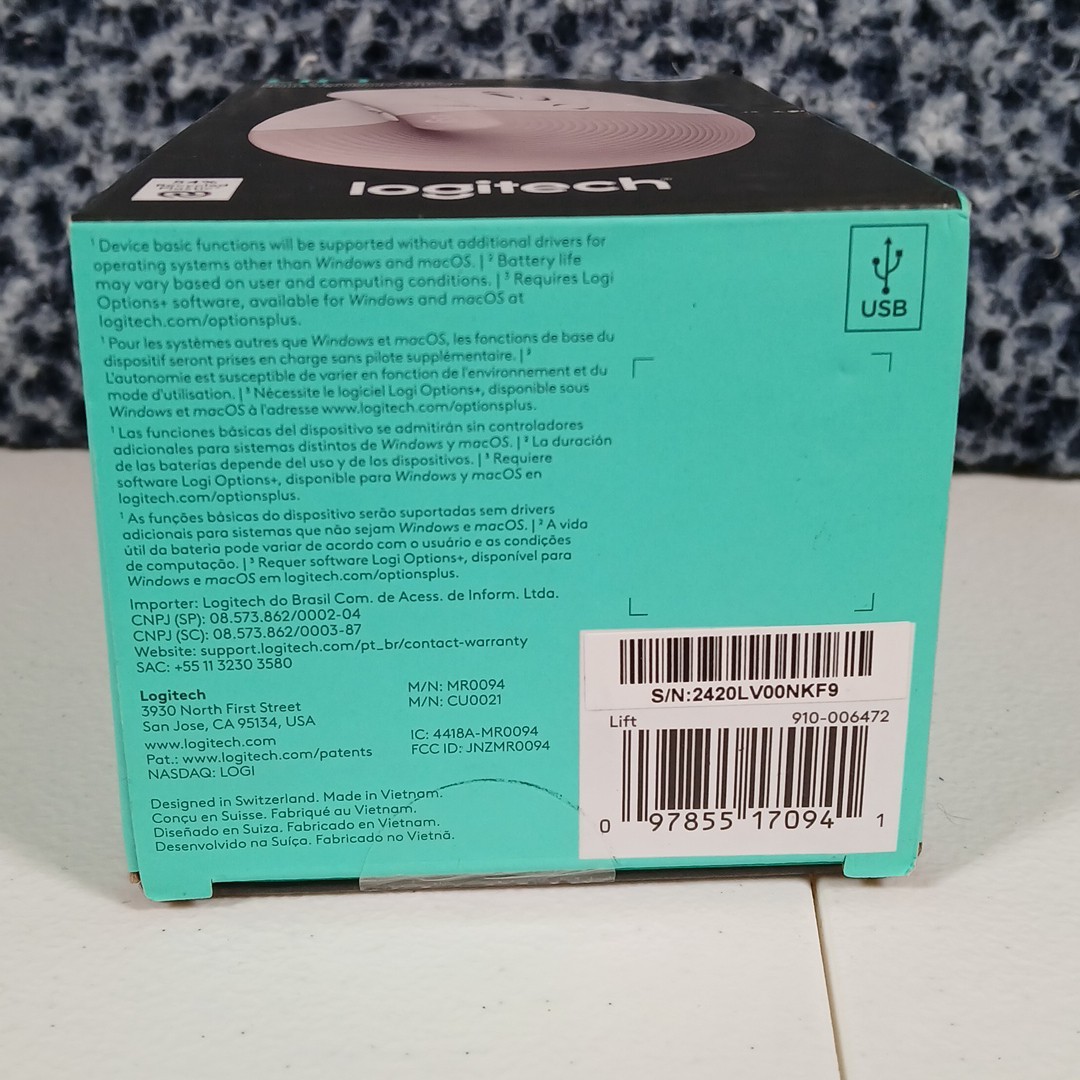 logitech
¹ Device basic functions will be supported without additional drivers for
operating systems other than Windows and macOS. | ² Battery life
may vary based on user and computing conditions. | ³ Requires Logi
Options+ software, available for Windows and macOS at
logitech.com/optionsplus.
¹ Pour les systèmes autres que Windows et macOS, les fonctions de base du
dispositif seront prises en charge sans pilote supplémentaire. | ²
L'autonomie est susceptible de varier en fonction de l'environnement et du
mode d'utilisation. | ³ Nécessite le logiciel Logi Options+, disponible sous
Windows et macOS à l'adresse www.logitech.com/optionsplus.
¹ Las funciones básicas del dispositivo se admitirán sin controladores
adicionales para sistemas distintos de Windows y macOS. | ² La duración
de las baterías depende del uso y de los dispositivos. | ³ Requiere
software Logi Options+, disponible para Windows y macOS en
logitech.com/optionsplus.
¹ As funções básicas do dispositivo serão suportadas sem drivers
adicionais para sistemas que não sejam Windows e macOS. | ² A vida
útil da bateria pode variar de acordo com o usuário e as condições
de computação. | ³ Requer software Logi Options+, disponível para
Windows e macOS em logitech.com/optionsplus.
Importer: Logitech do Brasil Com. de Acess. de Inform. Ltda.
CNPJ (SP): 08.573.862/0002-04
CNPJ (SC): 08.573.862/0003-87
Website: support.logitech.com/pt_br/contact-warranty
SAC: +55 11 3230 3580
Logitech
3930 North First Street
San Jose, CA 95134, USA
www.logitech.com
Pat.: www.logitech.com/patents
NASDAQ: LOGI
M/N: MR0094
M/N: CU0021
IC: 4418A-MR0094
FCC ID: JNZMR0094
Designed in Switzerland. Made in Vietnam.
Conçu en Suisse. Fabriqué au Vietnam.
Diseñado en Suiza. Fabricado en Vietnam.
Desenvolvido na Suíça. Fabricado no Vietnã.
USB
S/N:2420LV00NKF9
Lift 910-006472
0 97855 17094 1